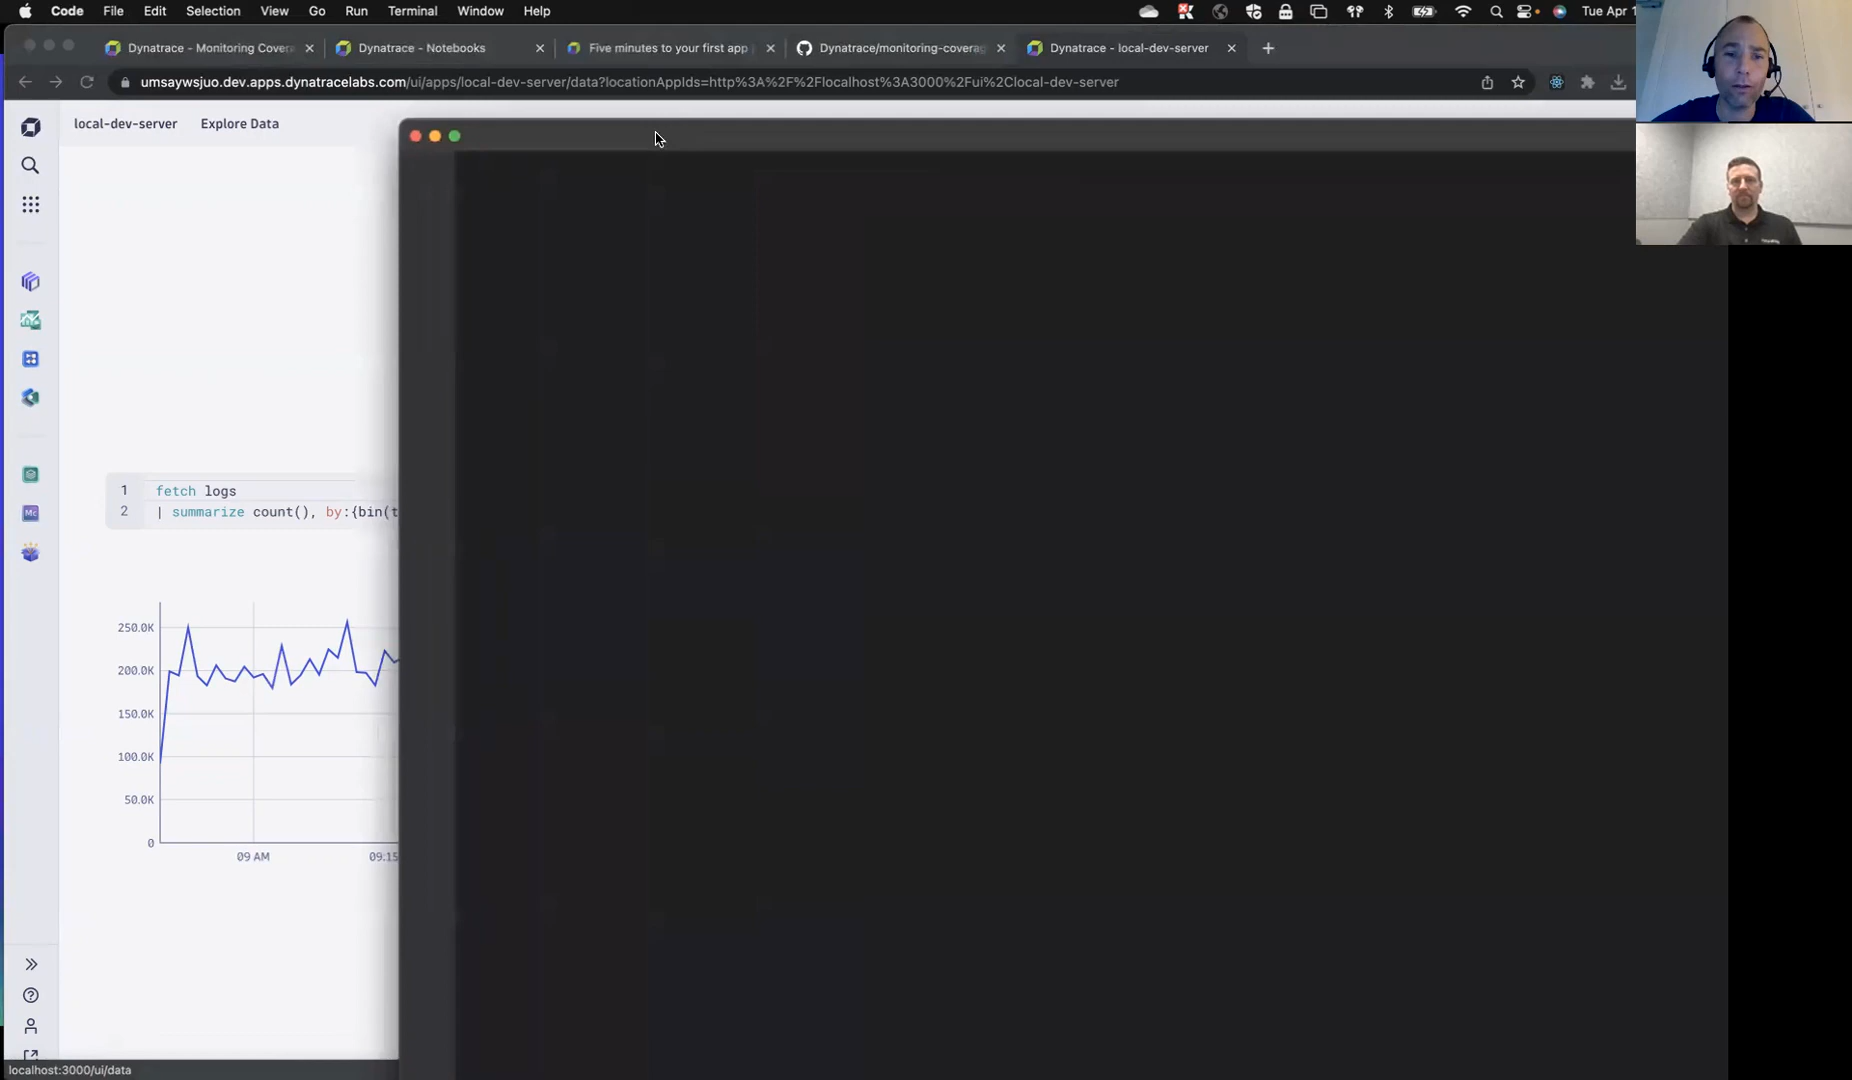 Code File Edit Selection View Go Run Terminal Window Help
Tue Apr 1
Dynatrace - Monitoring Covera
Dynatrace - Notebooks
Five minutes to your first app
Dynatrace/monitoring-coverag
Dynatrace - local-dev-server
umsaywsjuo.dev.apps.dynatracelabs.com/ui/apps/local-dev-server/data?locationAppIds=http%3A%2F%2Flocalhost%3A3000%2Fui%2Clocal-dev-server
local-dev-server Explore Data
Mc
1 fetch logs
2 | summarize count(), by:{bin(t
250.0K
200.0K
150.0K
100.0K
50.0K
0
09 AM 09:15
localhost:3000/ui/data